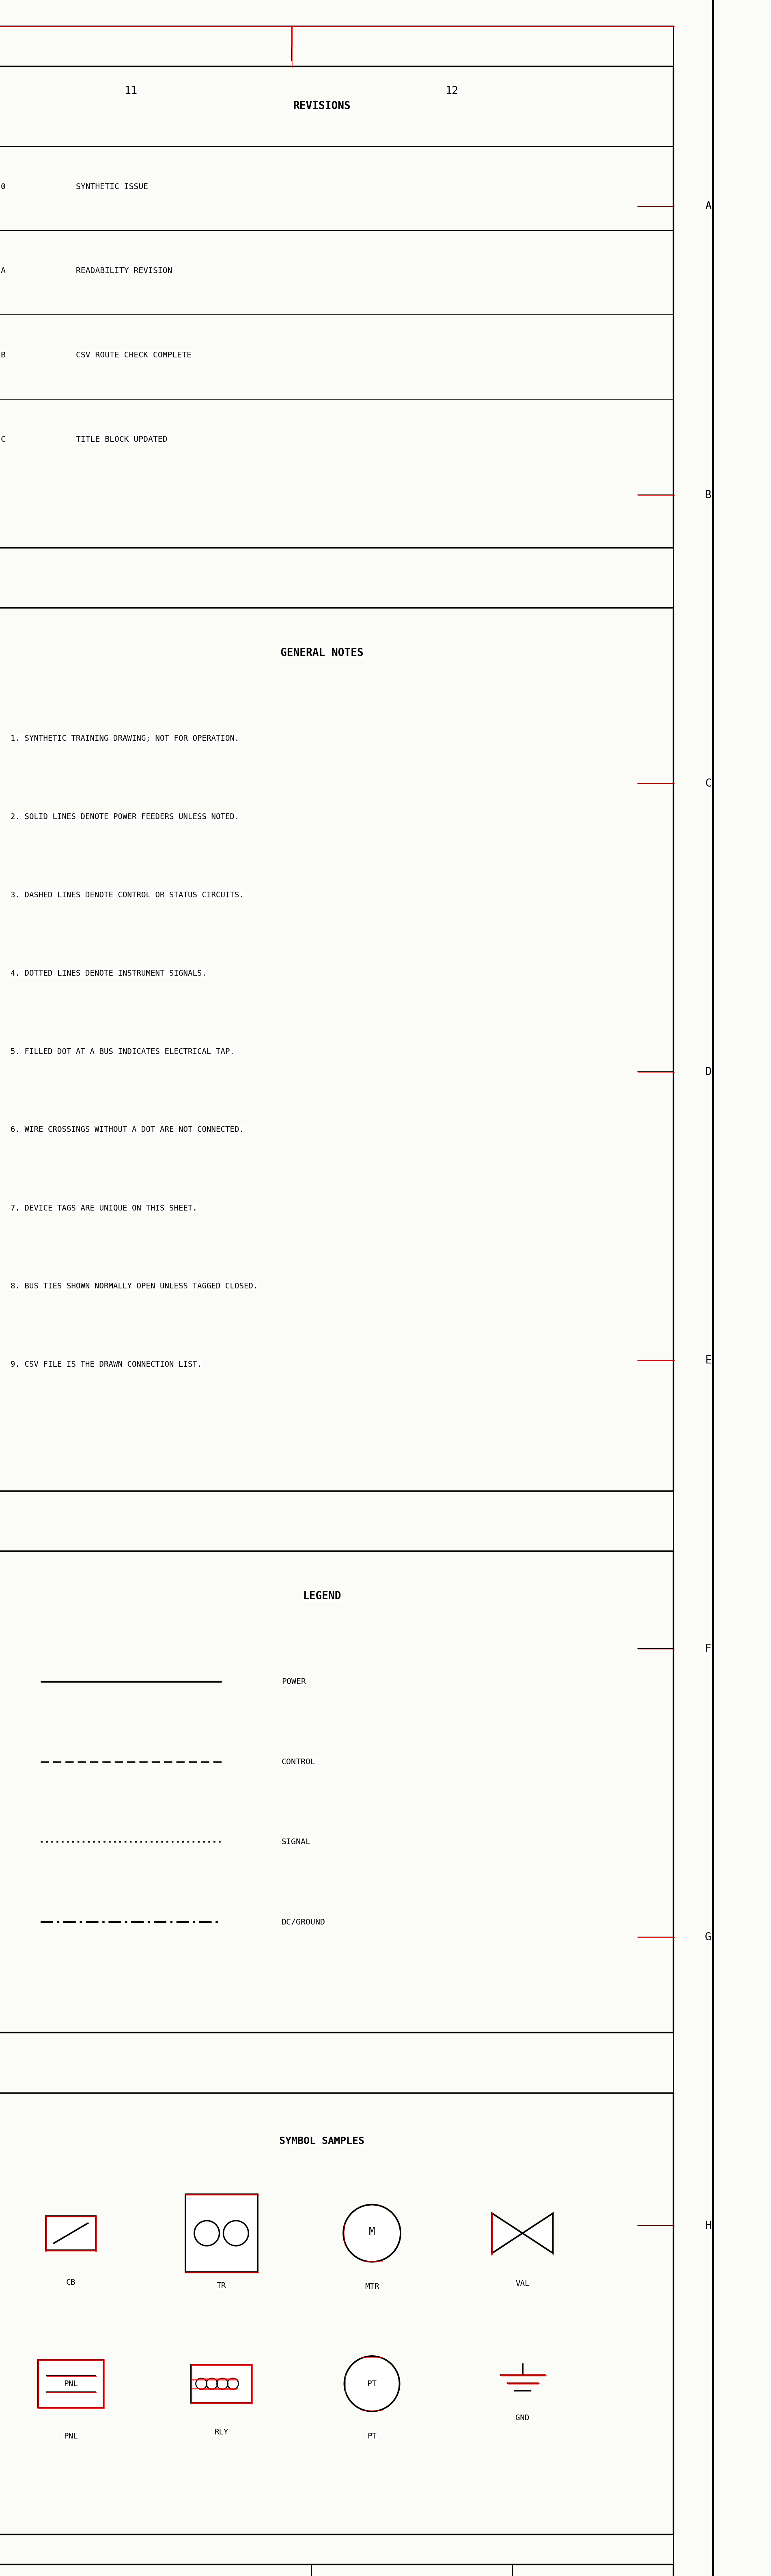 11
12
REVISIONS
0 SYNTHETIC ISSUE
A
A READABILITY REVISION
B CSV ROUTE CHECK COMPLETE
C TITLE BLOCK UPDATED
B
GENERAL NOTES
1. SYNTHETIC TRAINING DRAWING; NOT FOR OPERATION.
C
2. SOLID LINES DENOTE POWER FEEDERS UNLESS NOTED.
3. DASHED LINES DENOTE CONTROL OR STATUS CIRCUITS.
4. DOTTED LINES DENOTE INSTRUMENT SIGNALS.
5. FILLED DOT AT A BUS INDICATES ELECTRICAL TAP.
D
6. WIRE CROSSINGS WITHOUT A DOT ARE NOT CONNECTED.
7. DEVICE TAGS ARE UNIQUE ON THIS SHEET.
8. BUS TIES SHOWN NORMALLY OPEN UNLESS TAGGED CLOSED.
E
9. CSV FILE IS THE DRAWN CONNECTION LIST.
LEGEND
F
POWER
CONTROL
SIGNAL
DC/GROUND
G
SYMBOL SAMPLES
H
M
CB
TR
MTR
VAL
PNL
PT
PNL
RLY
PT
GND